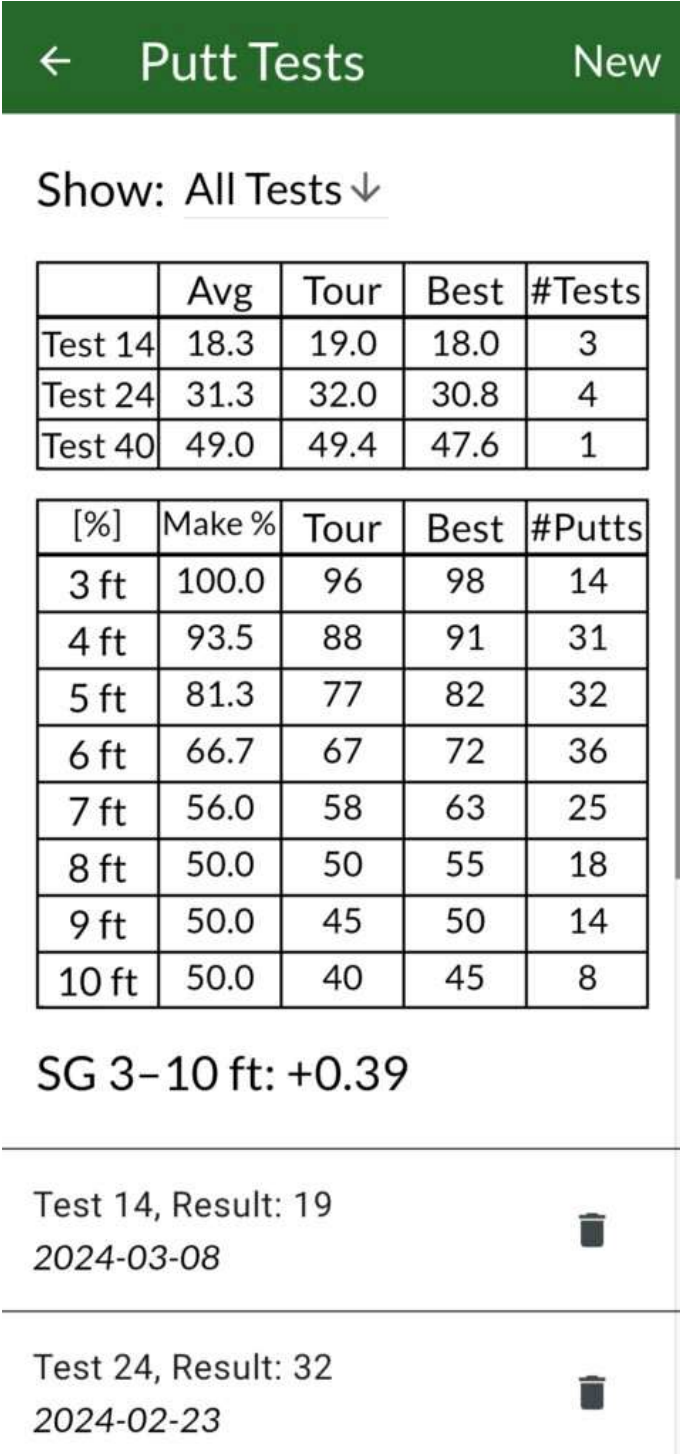 ← Putt Tests New
Show: All Tests ↓
Avg Tour Best #Tests
Test 14 18.3 19.0 18.0 3
Test 24 31.3 32.0 30.8 4
Test 40 49.0 49.4 47.6 1
[%] Make % Tour Best #Putts
3 ft 100.0 96 98 14
4 ft 93.5 88 91 31
5 ft 81.3 77 82 32
6 ft 66.7 67 72 36
7 ft 56.0 58 63 25
8 ft 50.0 50 55 18
9 ft 50.0 45 50 14
10 ft 50.0 40 45 8
SG 3–10 ft: +0.39
Test 14, Result: 19
2024-03-08
Test 24, Result: 32
2024-02-23